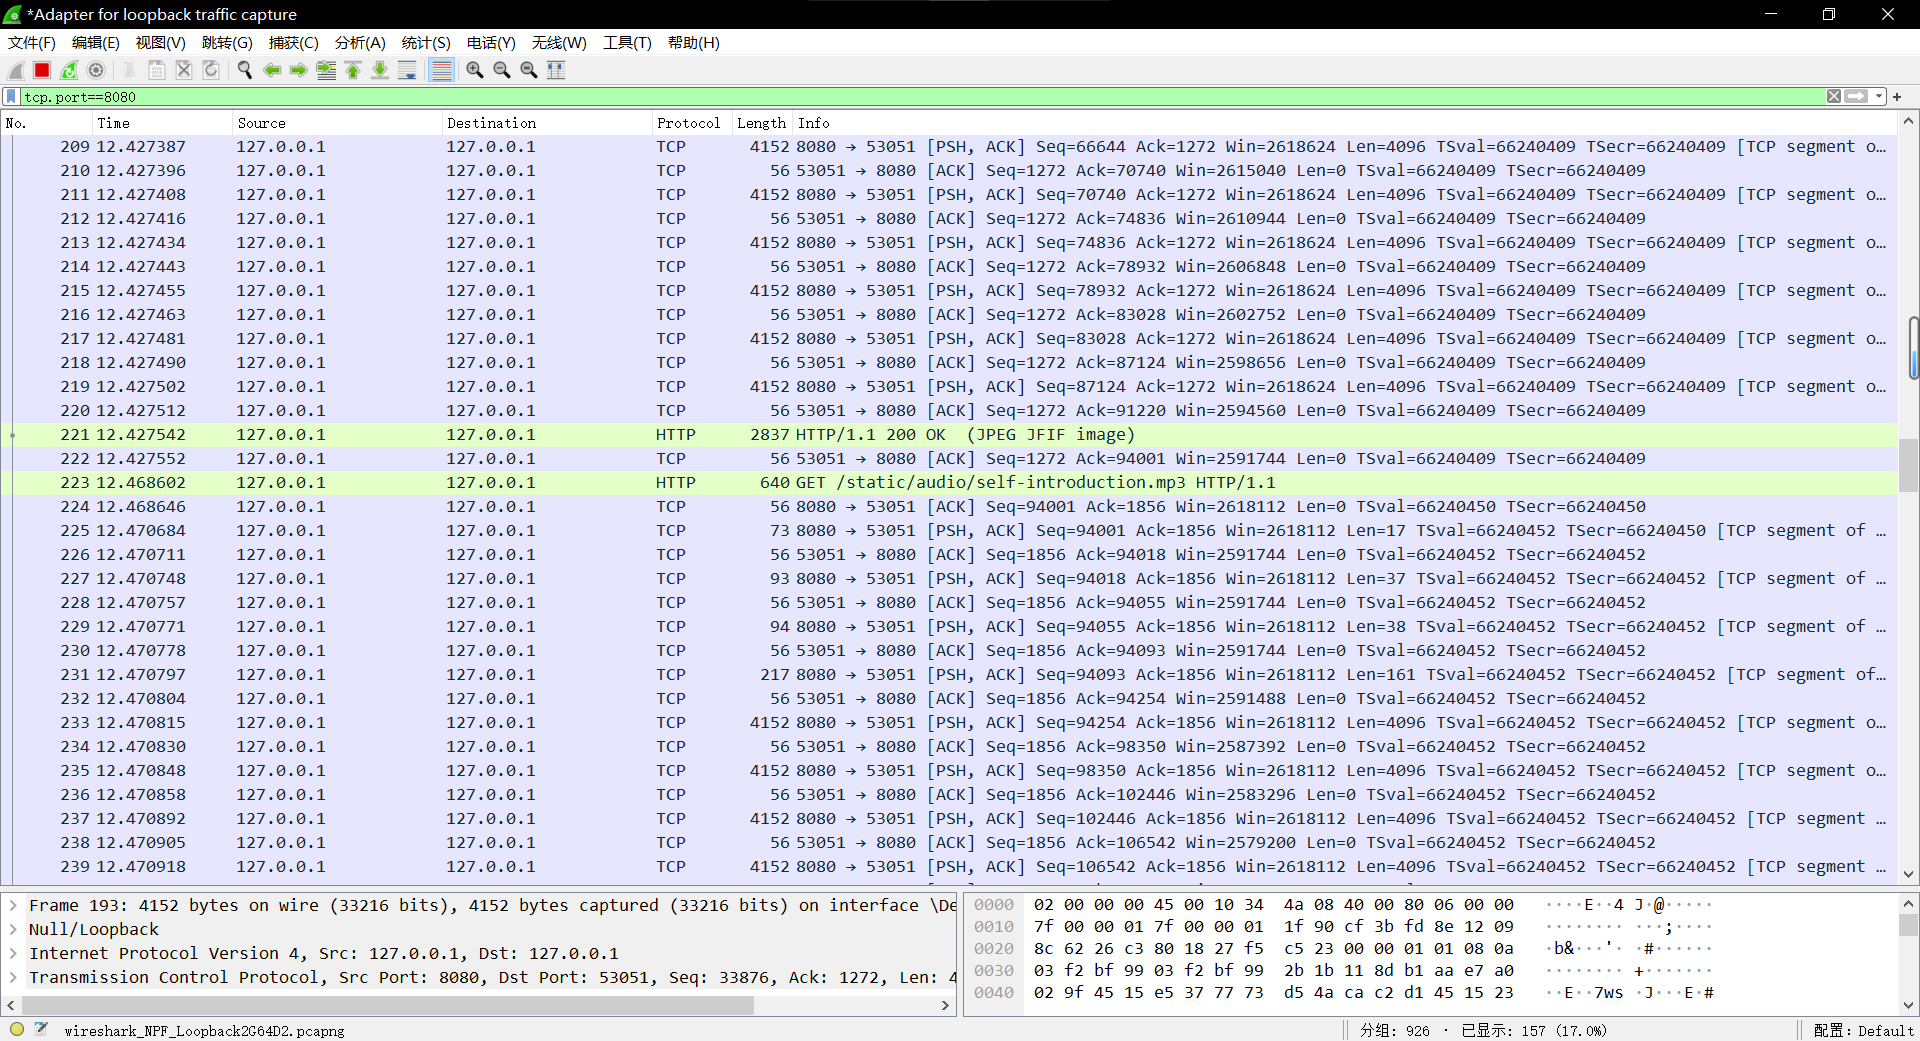 *Adapter for loopback traffic capture
文件(F) 编辑(E) 视图(V) 跳转(G) 捕获(C) 分析(A) 统计(S) 电话(Y) 无线(W) 工具(T) 帮助(H)
tcp.port==8080
No. Time Source Destination Protocol Length Info
209 12.427387 127.0.0.1 127.0.0.1 TCP 4152 8080 → 53051 [PSH, ACK] Seq=66644 Ack=1272 Win=2618624 Len=4096 TSval=66240409 TSecr=66240409 [TCP segment o…
210 12.427396 127.0.0.1 127.0.0.1 TCP 56 53051 → 8080 [ACK] Seq=1272 Ack=70740 Win=2615040 Len=0 TSval=66240409 TSecr=66240409
211 12.427408 127.0.0.1 127.0.0.1 TCP 4152 8080 → 53051 [PSH, ACK] Seq=70740 Ack=1272 Win=2618624 Len=4096 TSval=66240409 TSecr=66240409 [TCP segment o…
212 12.427416 127.0.0.1 127.0.0.1 TCP 56 53051 → 8080 [ACK] Seq=1272 Ack=74836 Win=2610944 Len=0 TSval=66240409 TSecr=66240409
213 12.427434 127.0.0.1 127.0.0.1 TCP 4152 8080 → 53051 [PSH, ACK] Seq=74836 Ack=1272 Win=2618624 Len=4096 TSval=66240409 TSecr=66240409 [TCP segment o…
214 12.427443 127.0.0.1 127.0.0.1 TCP 56 53051 → 8080 [ACK] Seq=1272 Ack=78932 Win=2606848 Len=0 TSval=66240409 TSecr=66240409
215 12.427455 127.0.0.1 127.0.0.1 TCP 4152 8080 → 53051 [PSH, ACK] Seq=78932 Ack=1272 Win=2618624 Len=4096 TSval=66240409 TSecr=66240409 [TCP segment o…
216 12.427463 127.0.0.1 127.0.0.1 TCP 56 53051 → 8080 [ACK] Seq=1272 Ack=83028 Win=2602752 Len=0 TSval=66240409 TSecr=66240409
217 12.427481 127.0.0.1 127.0.0.1 TCP 4152 8080 → 53051 [PSH, ACK] Seq=83028 Ack=1272 Win=2618624 Len=4096 TSval=66240409 TSecr=66240409 [TCP segment o…
218 12.427490 127.0.0.1 127.0.0.1 TCP 56 53051 → 8080 [ACK] Seq=1272 Ack=87124 Win=2598656 Len=0 TSval=66240409 TSecr=66240409
219 12.427502 127.0.0.1 127.0.0.1 TCP 4152 8080 → 53051 [PSH, ACK] Seq=87124 Ack=1272 Win=2618624 Len=4096 TSval=66240409 TSecr=66240409 [TCP segment o…
220 12.427512 127.0.0.1 127.0.0.1 TCP 56 53051 → 8080 [ACK] Seq=1272 Ack=91220 Win=2594560 Len=0 TSval=66240409 TSecr=66240409
221 12.427542 127.0.0.1 127.0.0.1 HTTP 2837 HTTP/1.1 200 OK (JPEG JFIF image)
222 12.427552 127.0.0.1 127.0.0.1 TCP 56 53051 → 8080 [ACK] Seq=1272 Ack=94001 Win=2591744 Len=0 TSval=66240409 TSecr=66240409
223 12.468602 127.0.0.1 127.0.0.1 HTTP 640 GET /static/audio/self-introduction.mp3 HTTP/1.1
224 12.468646 127.0.0.1 127.0.0.1 TCP 56 8080 → 53051 [ACK] Seq=94001 Ack=1856 Win=2618112 Len=0 TSval=66240450 TSecr=66240450
225 12.470684 127.0.0.1 127.0.0.1 TCP 73 8080 → 53051 [PSH, ACK] Seq=94001 Ack=1856 Win=2618112 Len=17 TSval=66240452 TSecr=66240450 [TCP segment of …
226 12.470711 127.0.0.1 127.0.0.1 TCP 56 53051 → 8080 [ACK] Seq=1856 Ack=94018 Win=2591744 Len=0 TSval=66240452 TSecr=66240452
227 12.470748 127.0.0.1 127.0.0.1 TCP 93 8080 → 53051 [PSH, ACK] Seq=94018 Ack=1856 Win=2618112 Len=37 TSval=66240452 TSecr=66240452 [TCP segment of …
228 12.470757 127.0.0.1 127.0.0.1 TCP 56 53051 → 8080 [ACK] Seq=1856 Ack=94055 Win=2591744 Len=0 TSval=66240452 TSecr=66240452
229 12.470771 127.0.0.1 127.0.0.1 TCP 94 8080 → 53051 [PSH, ACK] Seq=94055 Ack=1856 Win=2618112 Len=38 TSval=66240452 TSecr=66240452 [TCP segment of …
230 12.470778 127.0.0.1 127.0.0.1 TCP 56 53051 → 8080 [ACK] Seq=1856 Ack=94093 Win=2591744 Len=0 TSval=66240452 TSecr=66240452
231 12.470797 127.0.0.1 127.0.0.1 TCP 217 8080 → 53051 [PSH, ACK] Seq=94093 Ack=1856 Win=2618112 Len=161 TSval=66240452 TSecr=66240452 [TCP segment of…
232 12.470804 127.0.0.1 127.0.0.1 TCP 56 53051 → 8080 [ACK] Seq=1856 Ack=94254 Win=2591488 Len=0 TSval=66240452 TSecr=66240452
233 12.470815 127.0.0.1 127.0.0.1 TCP 4152 8080 → 53051 [PSH, ACK] Seq=94254 Ack=1856 Win=2618112 Len=4096 TSval=66240452 TSecr=66240452 [TCP segment o…
234 12.470830 127.0.0.1 127.0.0.1 TCP 56 53051 → 8080 [ACK] Seq=1856 Ack=98350 Win=2587392 Len=0 TSval=66240452 TSecr=66240452
235 12.470848 127.0.0.1 127.0.0.1 TCP 4152 8080 → 53051 [PSH, ACK] Seq=98350 Ack=1856 Win=2618112 Len=4096 TSval=66240452 TSecr=66240452 [TCP segment o…
236 12.470858 127.0.0.1 127.0.0.1 TCP 56 53051 → 8080 [ACK] Seq=1856 Ack=102446 Win=2583296 Len=0 TSval=66240452 TSecr=66240452
237 12.470892 127.0.0.1 127.0.0.1 TCP 4152 8080 → 53051 [PSH, ACK] Seq=102446 Ack=1856 Win=2618112 Len=4096 TSval=66240452 TSecr=66240452 [TCP segment …
238 12.470905 127.0.0.1 127.0.0.1 TCP 56 53051 → 8080 [ACK] Seq=1856 Ack=106542 Win=2579200 Len=0 TSval=66240452 TSecr=66240452
239 12.470918 127.0.0.1 127.0.0.1 TCP 4152 8080 → 53051 [PSH, ACK] Seq=106542 Ack=1856 Win=2618112 Len=4096 TSval=66240452 TSecr=66240452 [TCP segment …
Frame 193: 4152 bytes on wire (33216 bits), 4152 bytes captured (33216 bits) on interface \De
Null/Loopback
Internet Protocol Version 4, Src: 127.0.0.1, Dst: 127.0.0.1
Transmission Control Protocol, Src Port: 8080, Dst Port: 53051, Seq: 33876, Ack: 1272, Len: 4
0000 02 00 00 00 45 00 10 34 4a 08 40 00 80 06 00 00 ····E··4 J·@·····
0010 7f 00 00 01 7f 00 00 01 1f 90 cf 3b fd 8e 12 09 ········ ···;····
0020 8c 62 26 c3 80 18 27 f5 c5 23 00 00 01 01 08 0a ·b&···'· ·#······
0030 03 f2 bf 99 03 f2 bf 99 2b 1b 11 8d b1 aa e7 a0 ········ +·······
0040 02 9f 45 15 e5 37 77 73 d5 4a ca c2 d1 45 15 23 ··E··7ws ·J···E·#
wireshark_NPF_Loopback2G64D2.pcapng
分组: 926 · 已显示: 157 (17.0%)
配置: Default